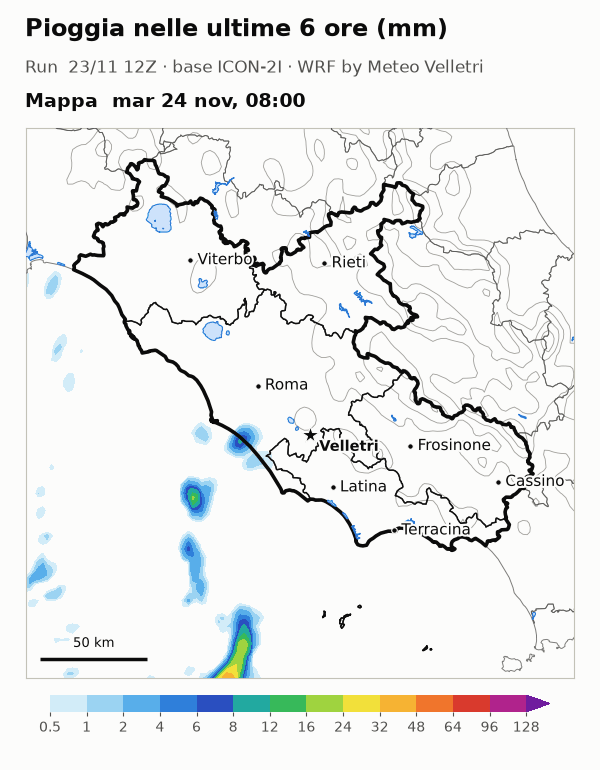 Pioggia nelle ultime 6 ore (mm)
Run  23/11 12Z · base ICON-2I · WRF by Meteo Velletri
Mappa  mar 24 nov, 08:00
Viterbo
Rieti
Roma
Velletri
Frosinone
Latina
Cassino
Terracina
50 km
0.5 1 2 4 6 8 12 16 24 32 48 64 96 128